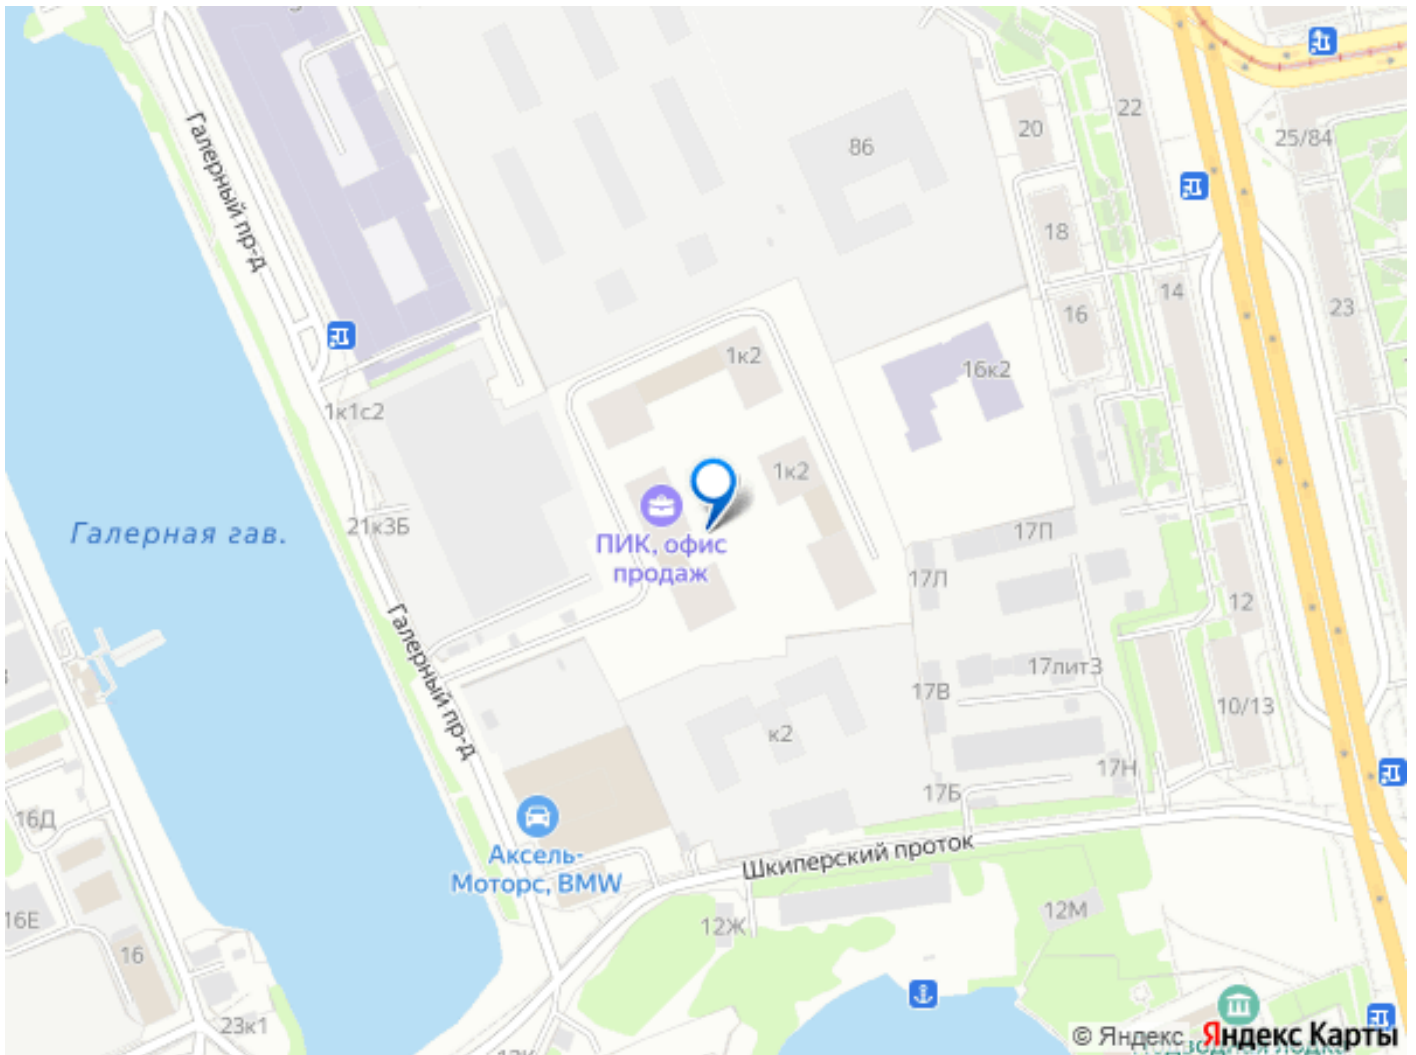 22
20
25/84
86
Галерный пр-д
18
14
23
16
1к2
16к2
1к1с2
1к2
Галерная гав.
21к3Б
ПИК, офис
продаж
17П
17Л
12
Галерный пр-д
17лит3
17В
10/13
к2
17Н
17Б
16Д
Шкиперский проток
Аксель-
Моторс, BMW
16Е
12Ж
12М
16
23к1
© Яндекс Яндекс Карты